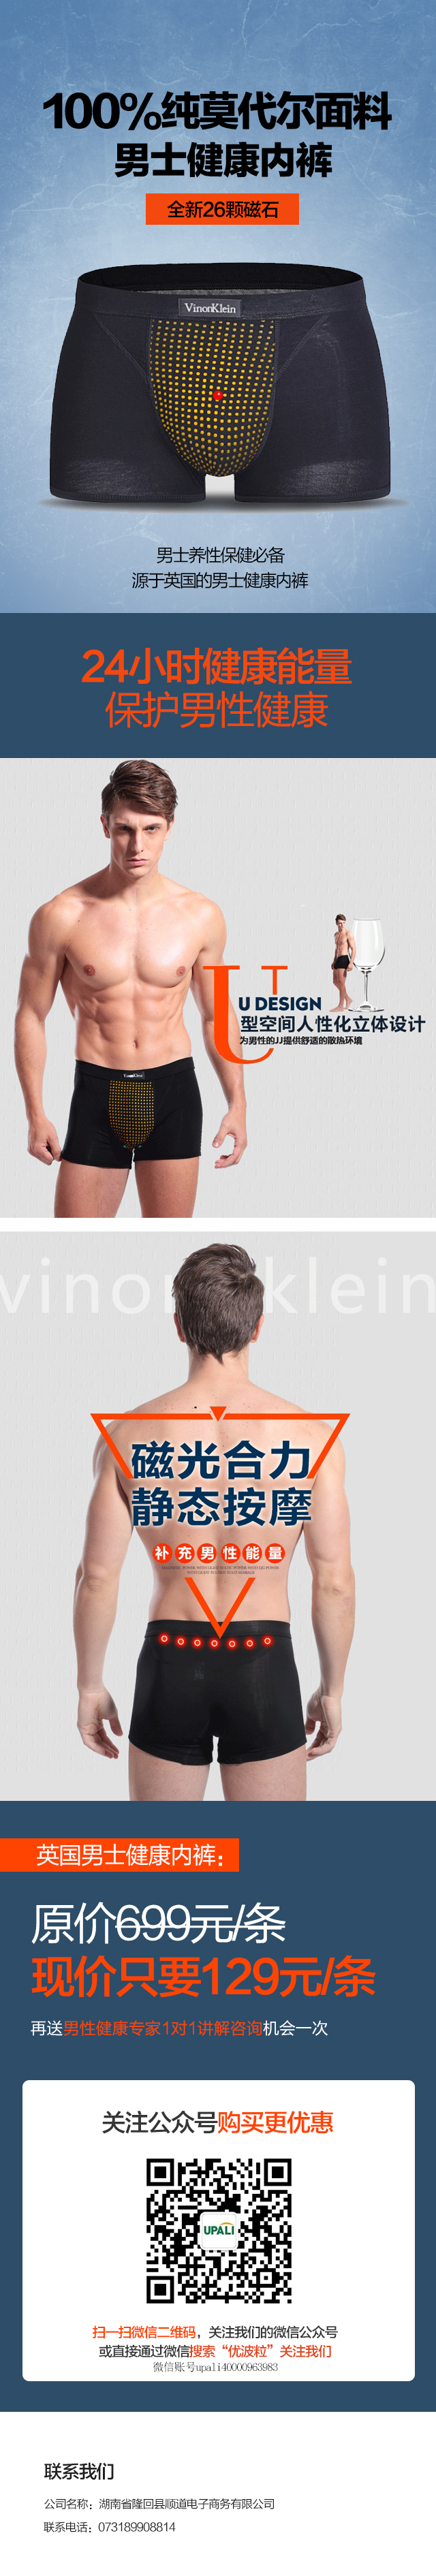 100%纯莫代尔面料
男士健康内裤
全新26颗磁石
VinonKlein
男士养性保健必备
源于英国的男士健康内裤
24小时健康能量
保护男性健康
U
T
U DESIGN
型空间人性化立体设计
为男性的JJ提供舒适的散热环境
vinon klein
磁光合力
静态按摩
补充男性能量
英国男士健康内裤：
原价699元/条
现价只要129元/条
再送男性健康专家1对1讲解咨询机会一次
关注公众号购买更优惠
UPALI
扫一扫微信二维码，关注我们的微信公众号
或直接通过微信搜索“优波粒”关注我们
微信账号upali40000963983
联系我们
公司名称：湖南省隆回县顺道电子商务有限公司
联系电话：073189908814